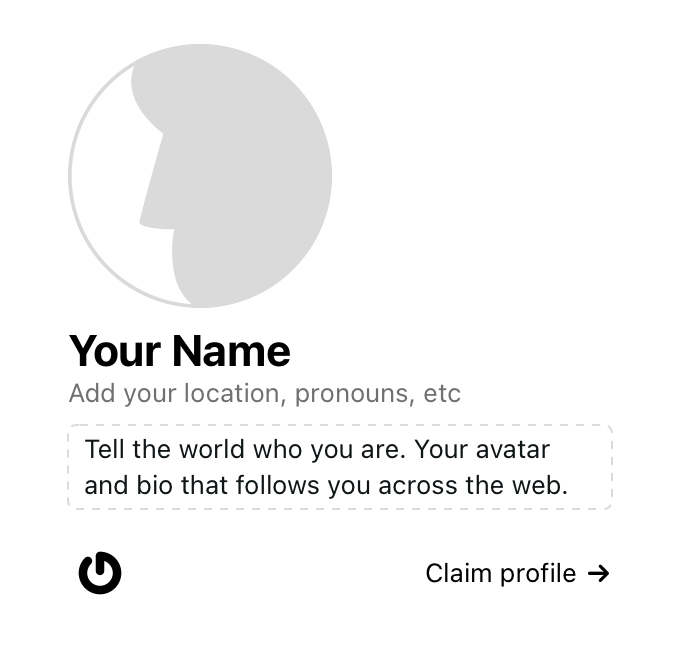 Your Name
Add your location, pronouns, etc
Tell the world who you are. Your avatar
and bio that follows you across the web.
Claim profile →